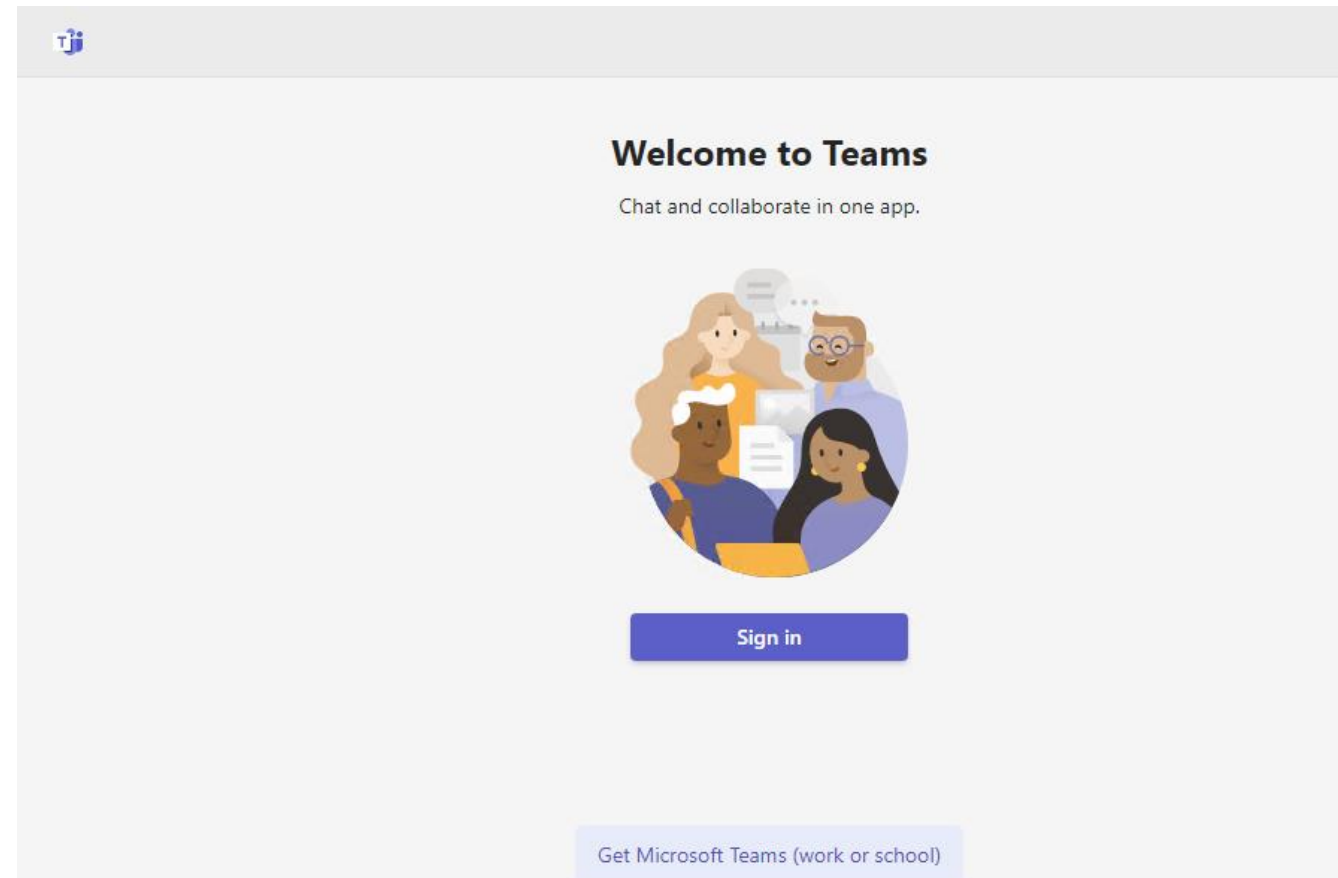 T
Welcome to Teams
Chat and collaborate in one app.
Sign in
Get Microsoft Teams (work or school)